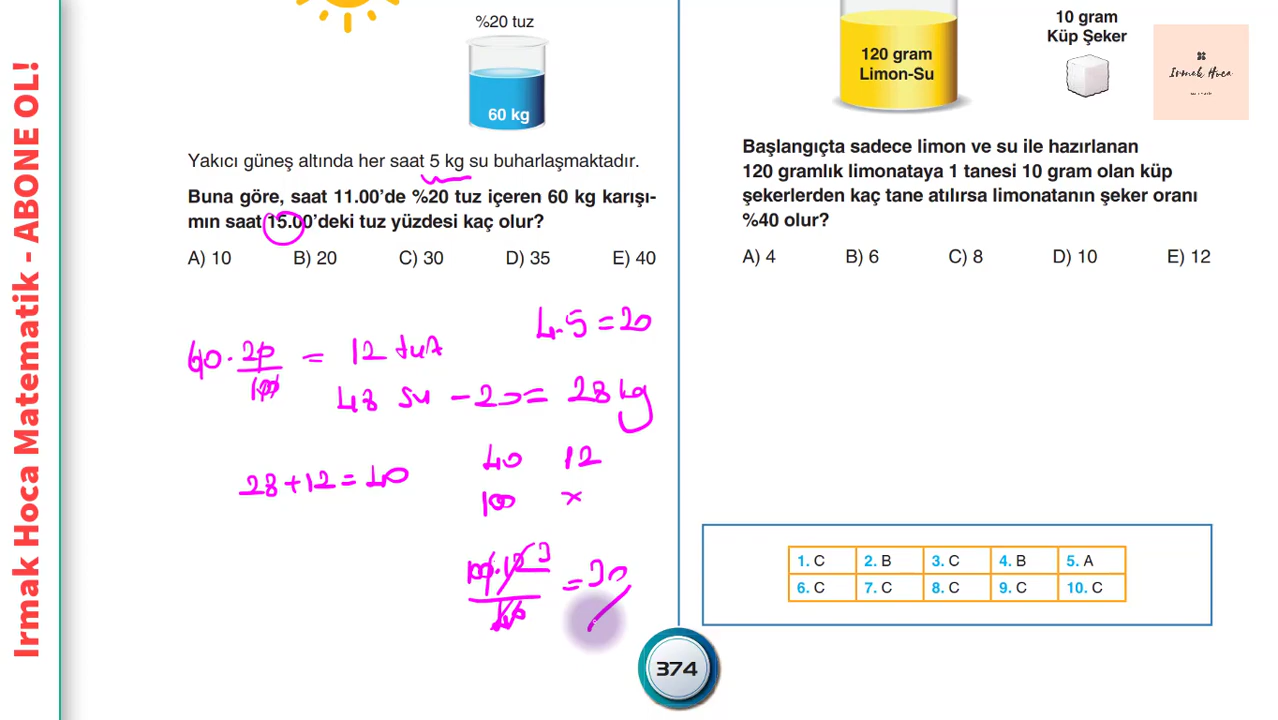 Irmak Hoca Matematik - ABONE OL!
%20 tuz
60 kg
Yakıcı güneş altında her saat 5 kg su buharlaşmaktadır.
Buna göre, saat 11.00'de %20 tuz içeren 60 kg karışı-
mın saat 15.00'deki tuz yüzdesi kaç olur?
A) 10 B) 20 C) 30 D) 35 E) 40
4.5=20
60.20/100 = 12 tuz
48 su -20= 28 kg
28+12=40
40 12
100 x
100.12 3/40 =30
120 gram
Limon-Su
10 gram
Küp Şeker
Irmak Hoca
Başlangıçta sadece limon ve su ile hazırlanan
120 gramlık limonataya 1 tanesi 10 gram olan küp
şekerlerden kaç tane atılırsa limonatanın şeker oranı
%40 olur?
A) 4 B) 6 C) 8 D) 10 E) 12
1. C 2. B 3. C 4. B 5. A
6. C 7. C 8. C 9. C 10. C
374